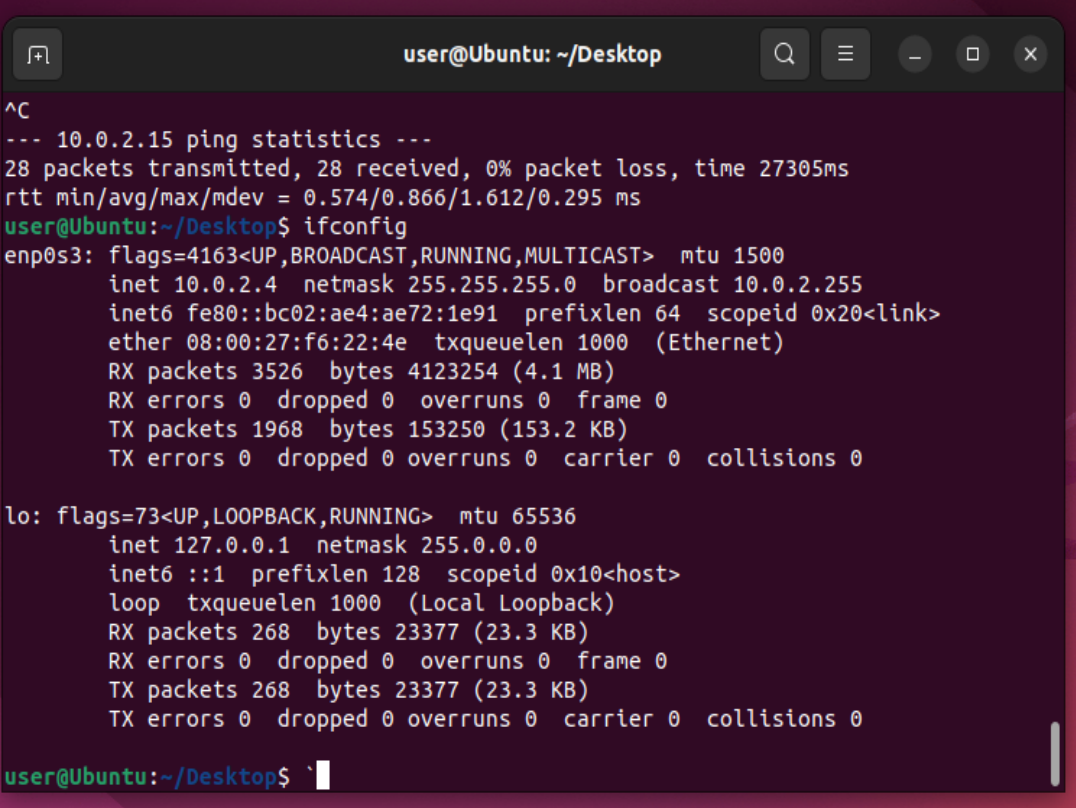 user@Ubuntu: ~/Desktop
^C
--- 10.0.2.15 ping statistics ---
28 packets transmitted, 28 received, 0% packet loss, time 27305ms
rtt min/avg/max/mdev = 0.574/0.866/1.612/0.295 ms
user@Ubuntu:~/Desktop$ ifconfig
enp0s3: flags=4163<UP,BROADCAST,RUNNING,MULTICAST>  mtu 1500
        inet 10.0.2.4  netmask 255.255.255.0  broadcast 10.0.2.255
        inet6 fe80::bc02:ae4:ae72:1e91  prefixlen 64  scopeid 0x20<link>
        ether 08:00:27:f6:22:4e  txqueuelen 1000  (Ethernet)
        RX packets 3526  bytes 4123254 (4.1 MB)
        RX errors 0  dropped 0  overruns 0  frame 0
        TX packets 1968  bytes 153250 (153.2 KB)
        TX errors 0  dropped 0 overruns 0  carrier 0  collisions 0

lo: flags=73<UP,LOOPBACK,RUNNING>  mtu 65536
        inet 127.0.0.1  netmask 255.0.0.0
        inet6 ::1  prefixlen 128  scopeid 0x10<host>
        loop  txqueuelen 1000  (Local Loopback)
        RX packets 268  bytes 23377 (23.3 KB)
        RX errors 0  dropped 0  overruns 0  frame 0
        TX packets 268  bytes 23377 (23.3 KB)
        TX errors 0  dropped 0 overruns 0  carrier 0  collisions 0

user@Ubuntu:~/Desktop$ `